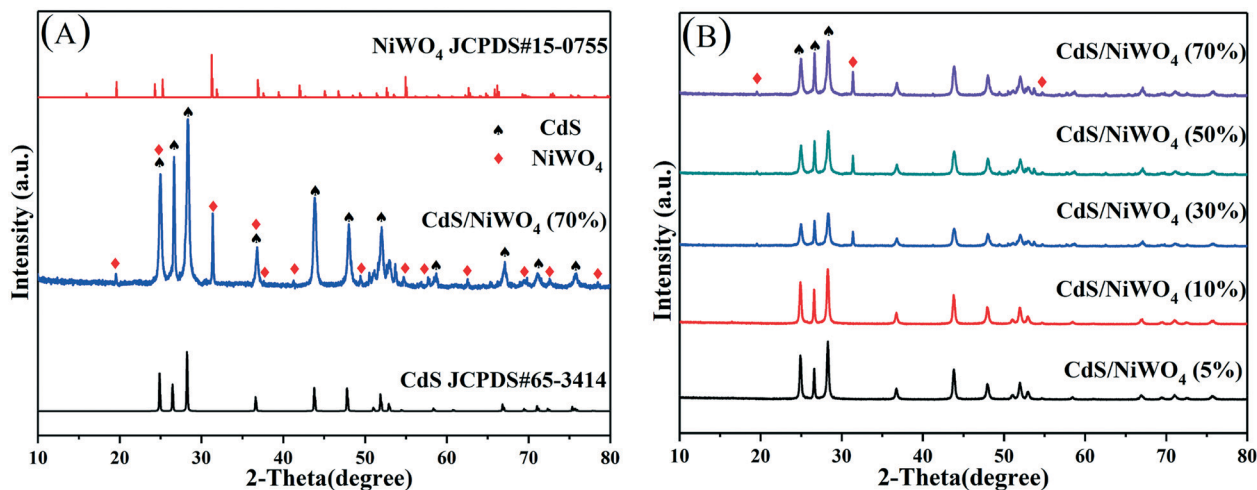 (A)
NiWO4 JCPDS#15-0755
♠ CdS
♦ NiWO4
CdS/NiWO4 (70%)
CdS JCPDS#65-3414
Intensity (a.u.)
10 20 30 40 50 60 70 80
2-Theta(degree)
(B)
CdS/NiWO4 (70%)
CdS/NiWO4 (50%)
CdS/NiWO4 (30%)
CdS/NiWO4 (10%)
CdS/NiWO4 (5%)
Intensity (a.u.)
10 20 30 40 50 60 70 80
2-Theta(degree)